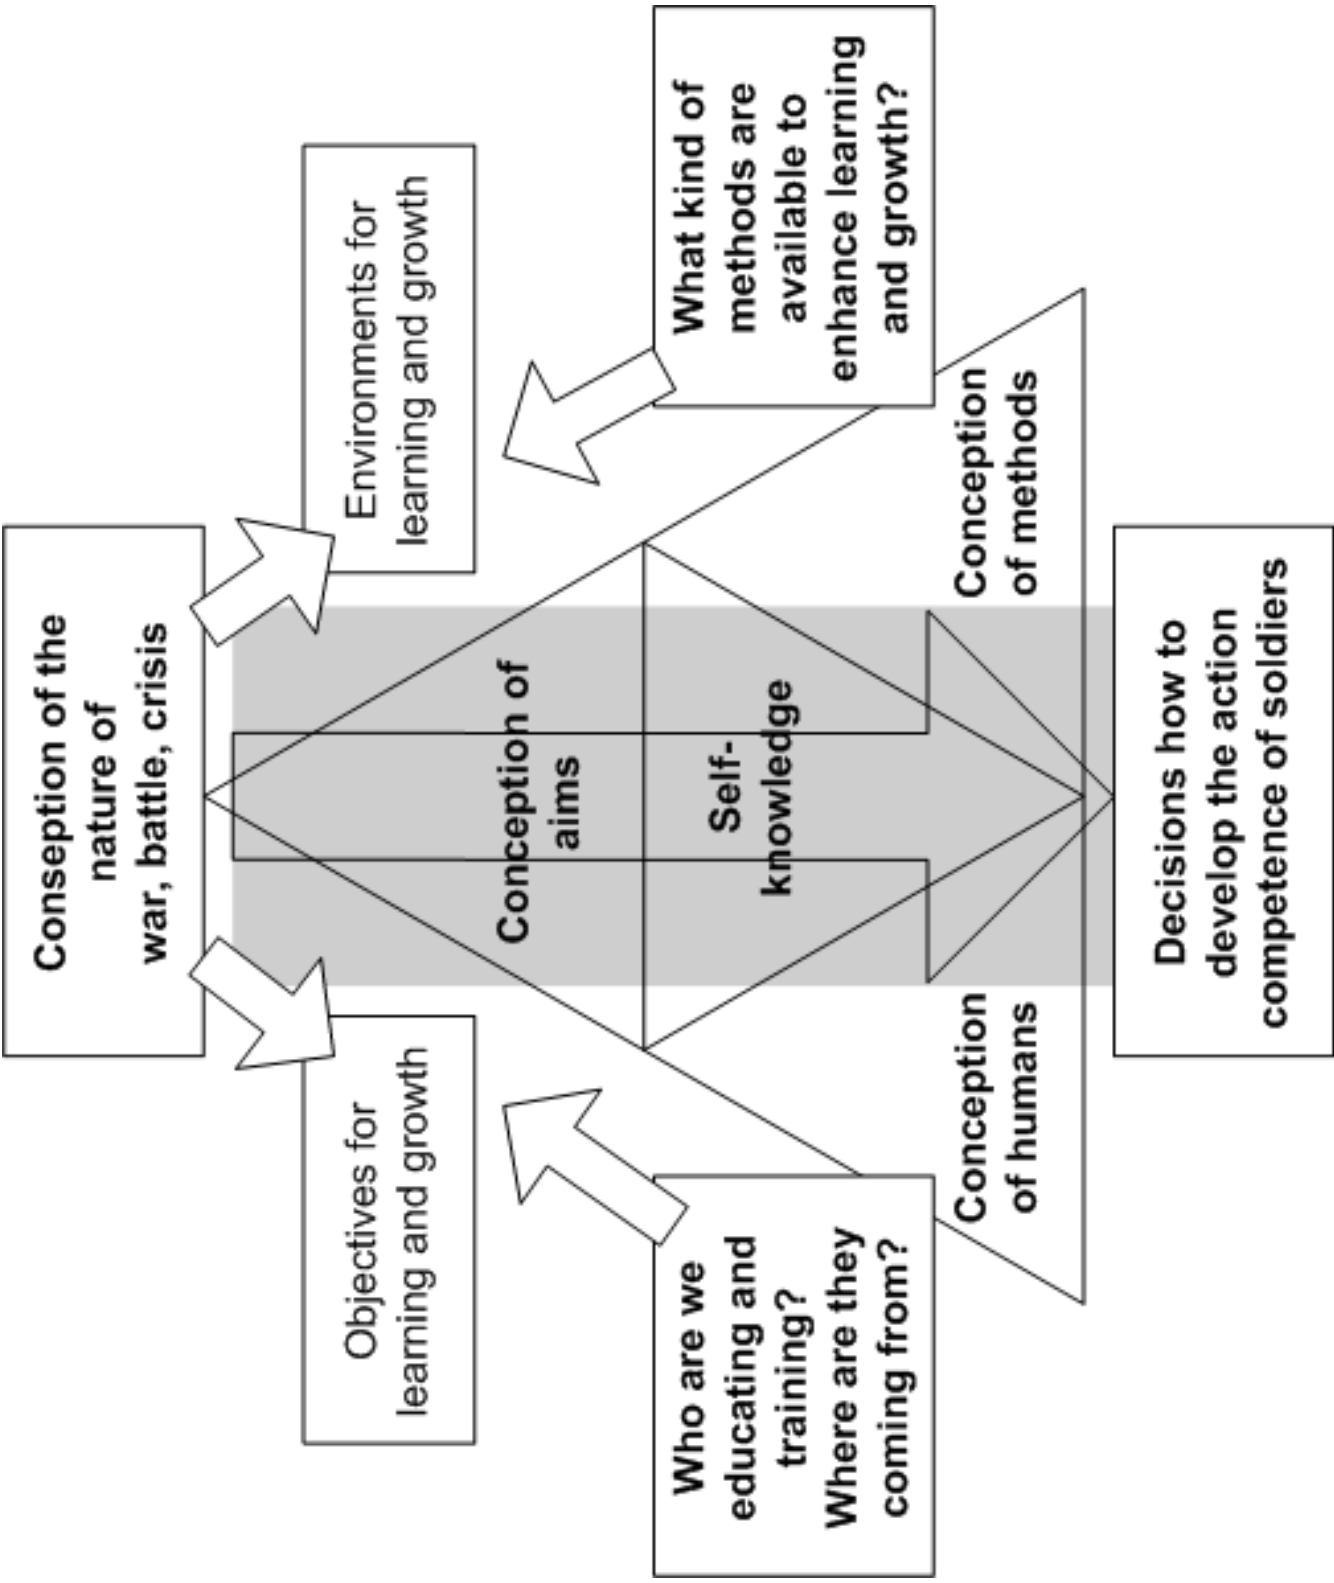 Conseption of the
nature of
war, battle, crisis
Objectives for
learning and growth
Environments for
learning and growth
Conception of
aims
Self-
knowledge
Who are we
educating and
training?
Where are they
coming from?
What kind of
methods are
available to
enhance learning
and growth?
Conception
of humans
Conception
of methods
Decisions how to
develop the action
competence of soldiers